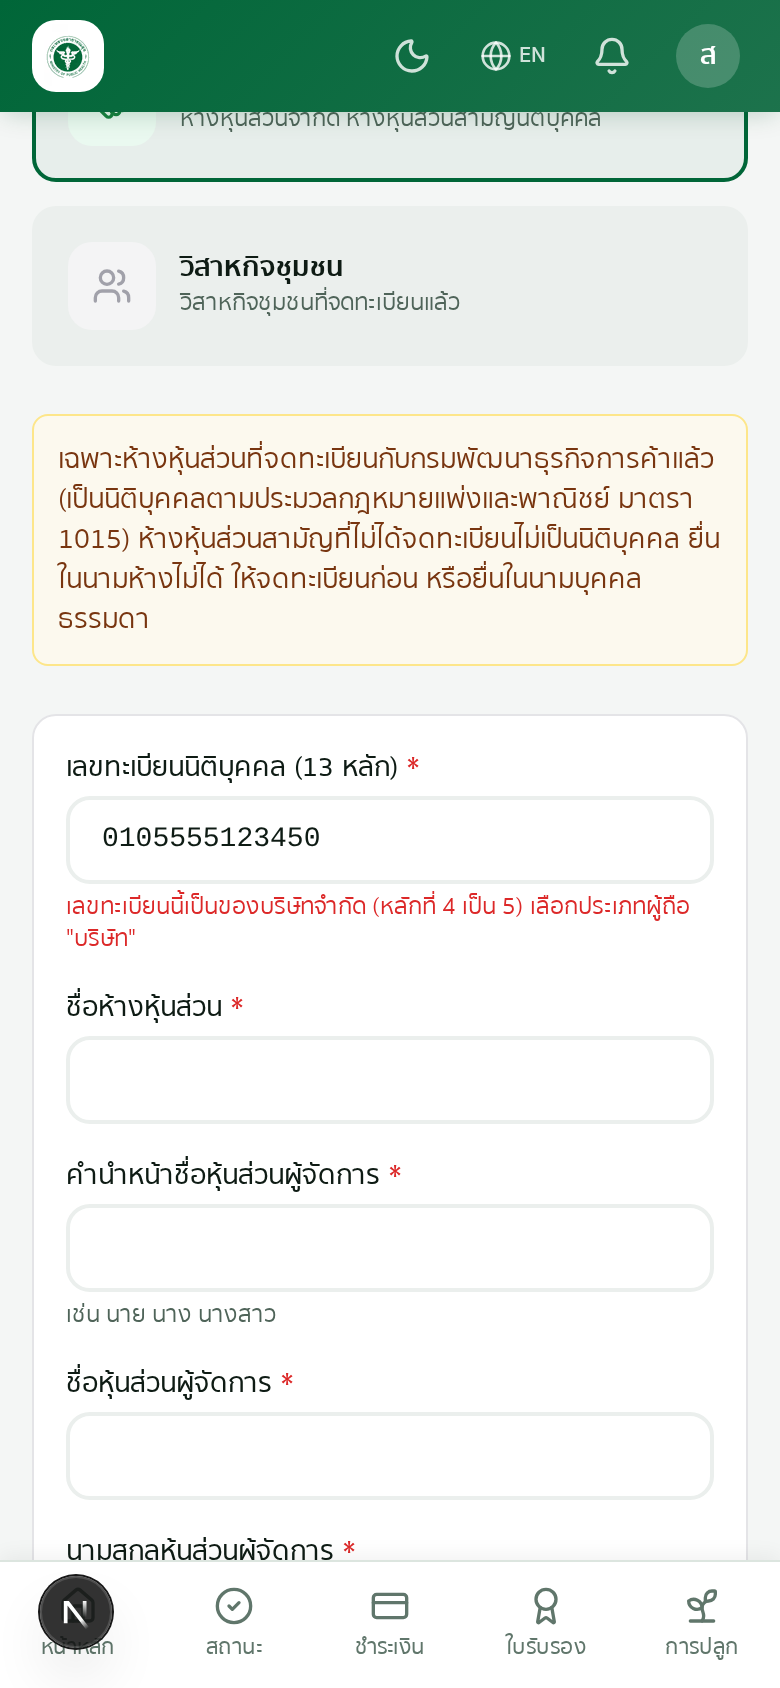 EN
ส
ห้างหุ้นส่วนจำกัด ห้างหุ้นส่วนสามัญนิติบุคคล
วิสาหกิจชุมชน
วิสาหกิจชุมชนที่จดทะเบียนแล้ว
เฉพาะห้างหุ้นส่วนที่จดทะเบียนกับกรมพัฒนาธุรกิจการค้าแล้ว
(เป็นนิติบุคคลตามประมวลกฎหมายแพ่งและพาณิชย์ มาตรา
1015) ห้างหุ้นส่วนสามัญที่ไม่ได้จดทะเบียนไม่เป็นนิติบุคคล ยื่น
ในนามห้างไม่ได้ ให้จดทะเบียนก่อน หรือยื่นในนามบุคคล
ธรรมดา
เลขทะเบียนนิติบุคคล (13 หลัก) *
0105555123450
เลขทะเบียนนี้เป็นของบริษัทจำกัด (หลักที่ 4 เป็น 5) เลือกประเภทผู้ถือ
"บริษัท"
ชื่อห้างหุ้นส่วน *
คำนำหน้าชื่อหุ้นส่วนผู้จัดการ *
เช่น นาย นาง นางสาว
ชื่อหุ้นส่วนผู้จัดการ *
นามสกุลหุ้นส่วนผู้จัดการ *
หน้าหลัก
สถานะ
ชำระเงิน
ใบรับรอง
การปลูก